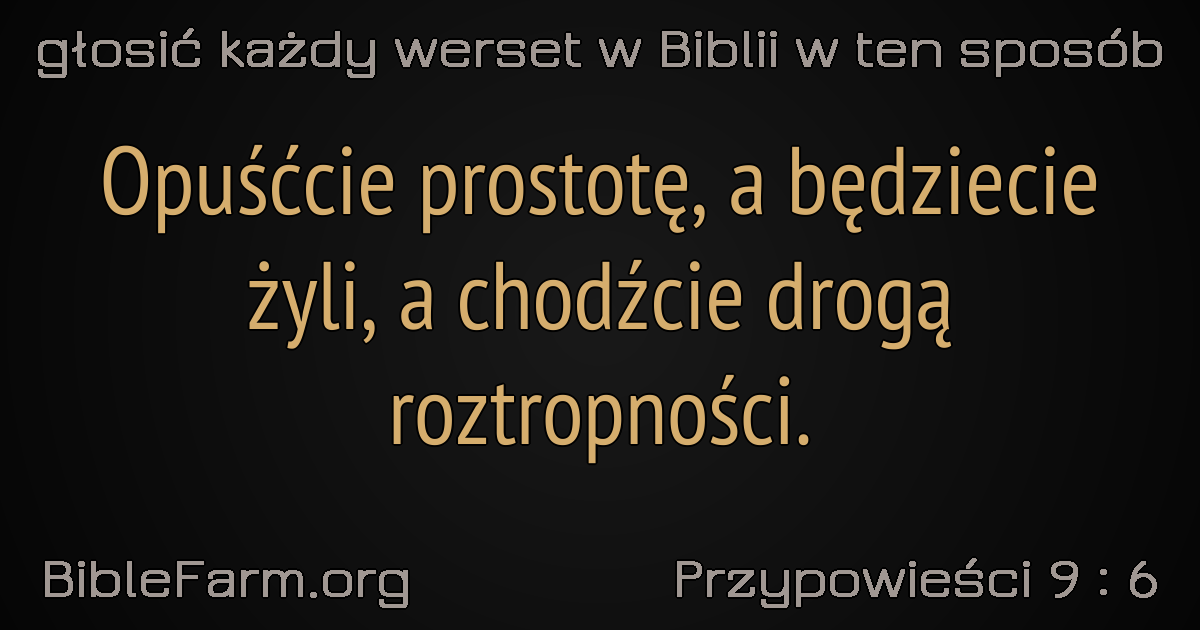 głosić każdy werset w Biblii w ten sposób
Opuśćcie prostotę, a będziecie
żyli, a chodźcie drogą
roztropności.
BibleFarm.org
Przypowieści 9 : 6